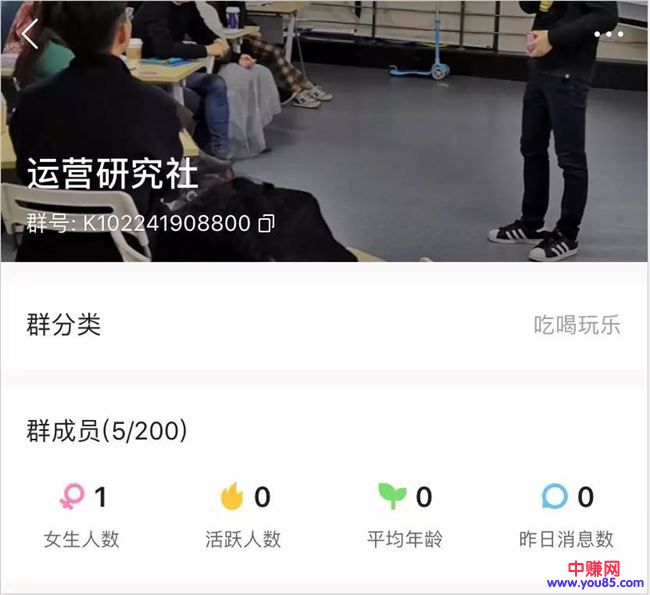 运营研究社
群号: K102241908800
群分类
吃喝玩乐
群成员(5/200)
1 0 0 0
女生人数 活跃人数 平均年龄 昨日消息数
中赚网
www.you85.com